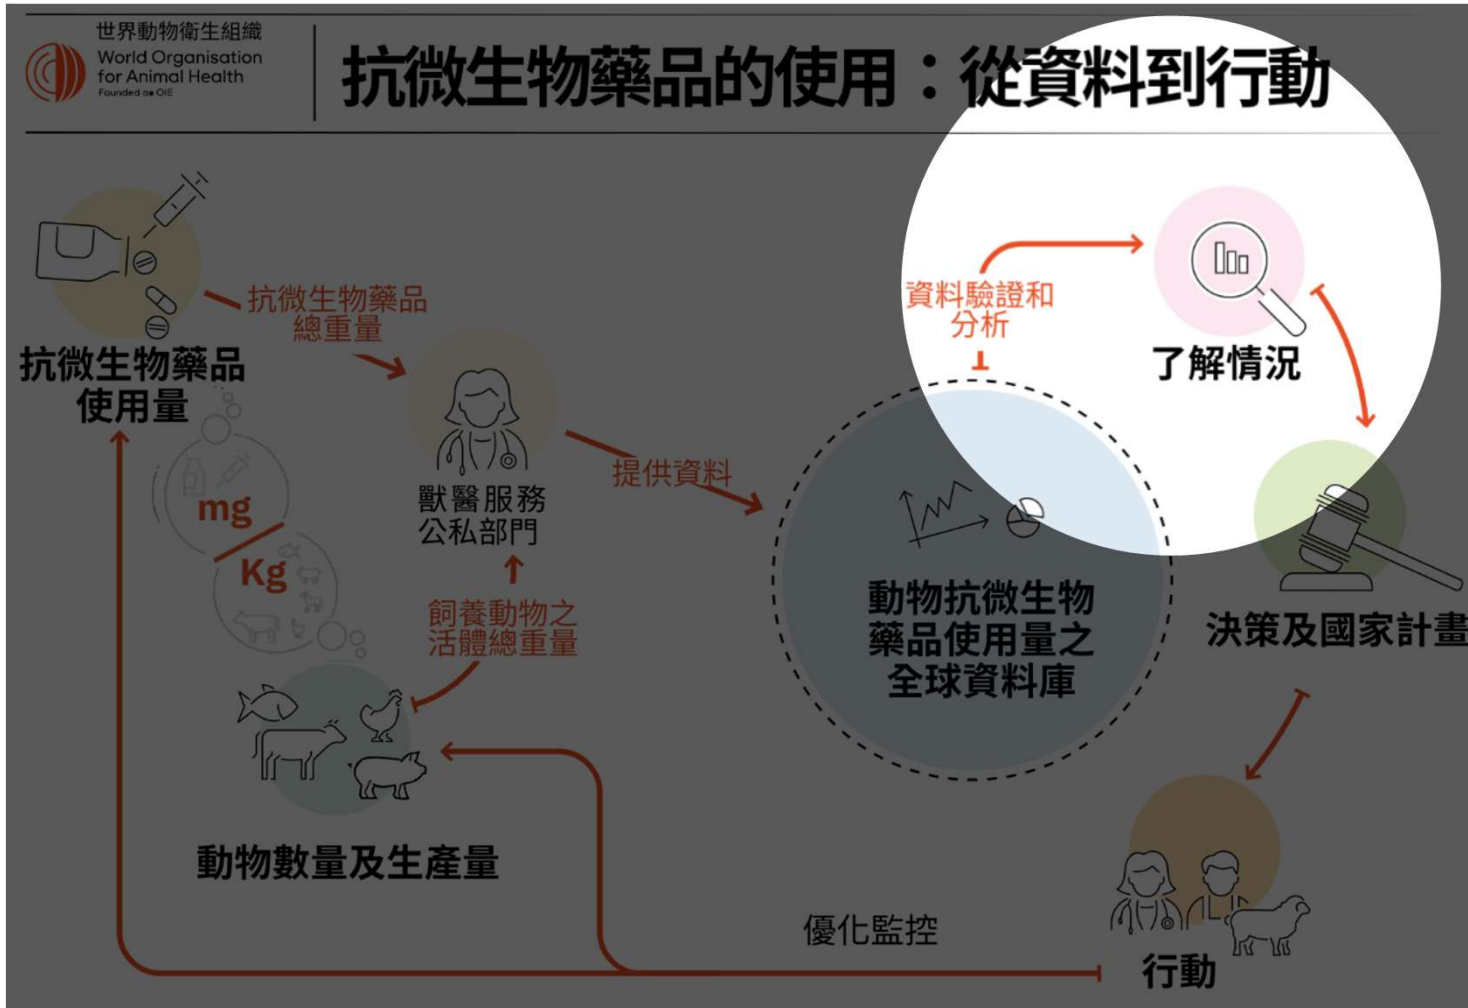 世界動物衛生組織
World Organisation
for Animal Health
Founded as OIE
抗微生物藥品的使用：從資料到行動
抗微生物藥品
總重量
抗微生物藥品
使用量
mg
Kg
獸醫服務
公私部門
飼養動物之
活體總重量
動物數量及生產量
提供資料
資料驗證和
分析
動物抗微生物
藥品使用量之
全球資料庫
了解情況
決策及國家計畫
行動
優化監控